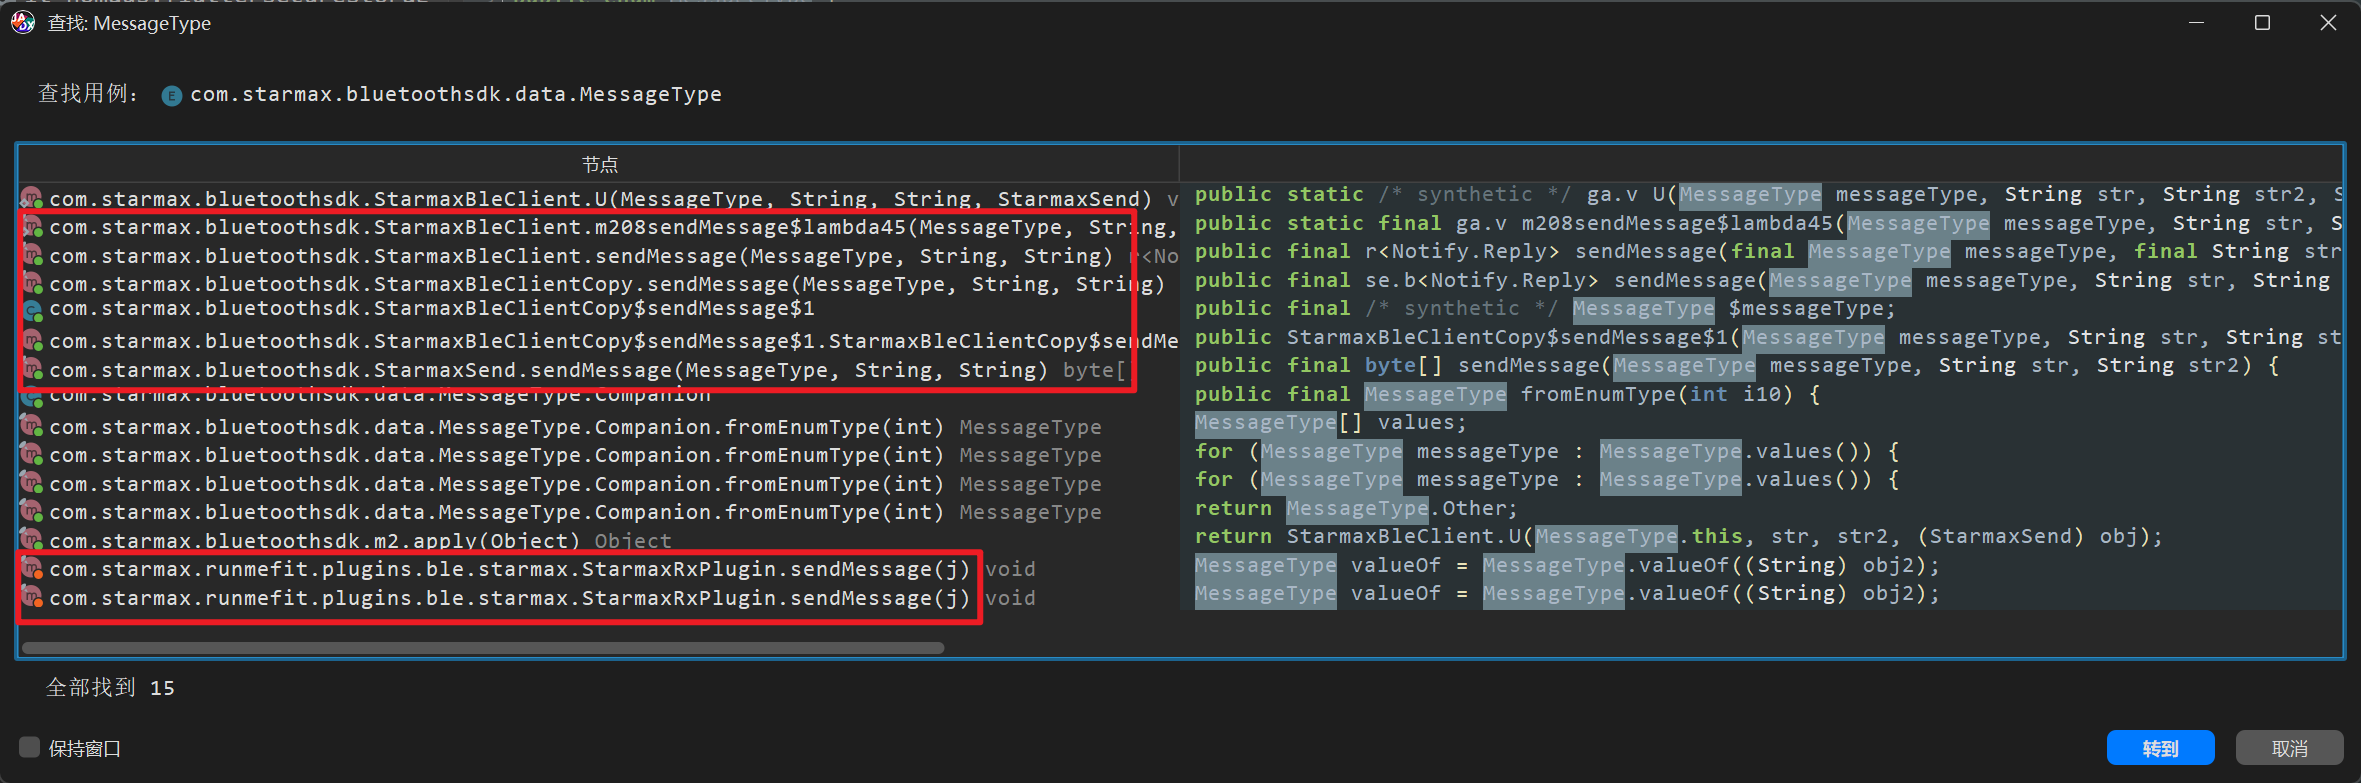 查找: MessageType
查找用例: E com.starmax.bluetoothsdk.data.MessageType
节点
com.starmax.bluetoothsdk.StarmaxBleClient.U(MessageType, String, String, StarmaxSend) v public static /* synthetic */ ga.v U(MessageType messageType, String str, String str2, S
com.starmax.bluetoothsdk.StarmaxBleClient.m208sendMessage$lambda45(MessageType, String, public static final ga.v m208sendMessage$lambda45(MessageType messageType, String str, S
com.starmax.bluetoothsdk.StarmaxBleClient.sendMessage(MessageType, String, String) r<No public final r<Notify.Reply> sendMessage(final MessageType messageType, final String str
com.starmax.bluetoothsdk.StarmaxBleClientCopy.sendMessage(MessageType, String, String) public final se.b<Notify.Reply> sendMessage(MessageType messageType, String str, String
com.starmax.bluetoothsdk.StarmaxBleClientCopy$sendMessage$1 public final /* synthetic */ MessageType $messageType;
com.starmax.bluetoothsdk.StarmaxBleClientCopy$sendMessage$1.StarmaxBleClientCopy$sendMe public StarmaxBleClientCopy$sendMessage$1(MessageType messageType, String str, String st
com.starmax.bluetoothsdk.StarmaxSend.sendMessage(MessageType, String, String) byte[ public final byte[] sendMessage(MessageType messageType, String str, String str2) {
com.starmax.bluetoothsdk.data.MessageType.Companion public final MessageType fromEnumType(int i10) {
com.starmax.bluetoothsdk.data.MessageType.Companion.fromEnumType(int) MessageType MessageType[] values;
com.starmax.bluetoothsdk.data.MessageType.Companion.fromEnumType(int) MessageType for (MessageType messageType : MessageType.values()) {
com.starmax.bluetoothsdk.data.MessageType.Companion.fromEnumType(int) MessageType for (MessageType messageType : MessageType.values()) {
com.starmax.bluetoothsdk.data.MessageType.Companion.fromEnumType(int) MessageType return MessageType.Other;
com.starmax.bluetoothsdk.m2.apply(Object) Object return StarmaxBleClient.U(MessageType.this, str, str2, (StarmaxSend) obj);
com.starmax.runmefit.plugins.ble.starmax.StarmaxRxPlugin.sendMessage(j) void MessageType valueOf = MessageType.valueOf((String) obj2);
com.starmax.runmefit.plugins.ble.starmax.StarmaxRxPlugin.sendMessage(j) void MessageType valueOf = MessageType.valueOf((String) obj2);
全部找到 15
保持窗口 转到 取消